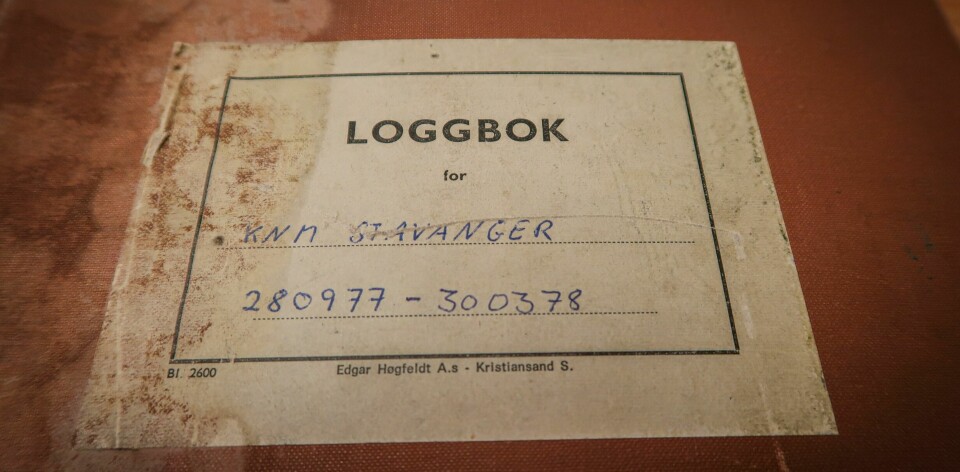 LOGGBOK
for
KNM STAVANGER
280977 - 300378
Bl. 2600
Edgar Høgfeldt A.s - Kristiansand S.